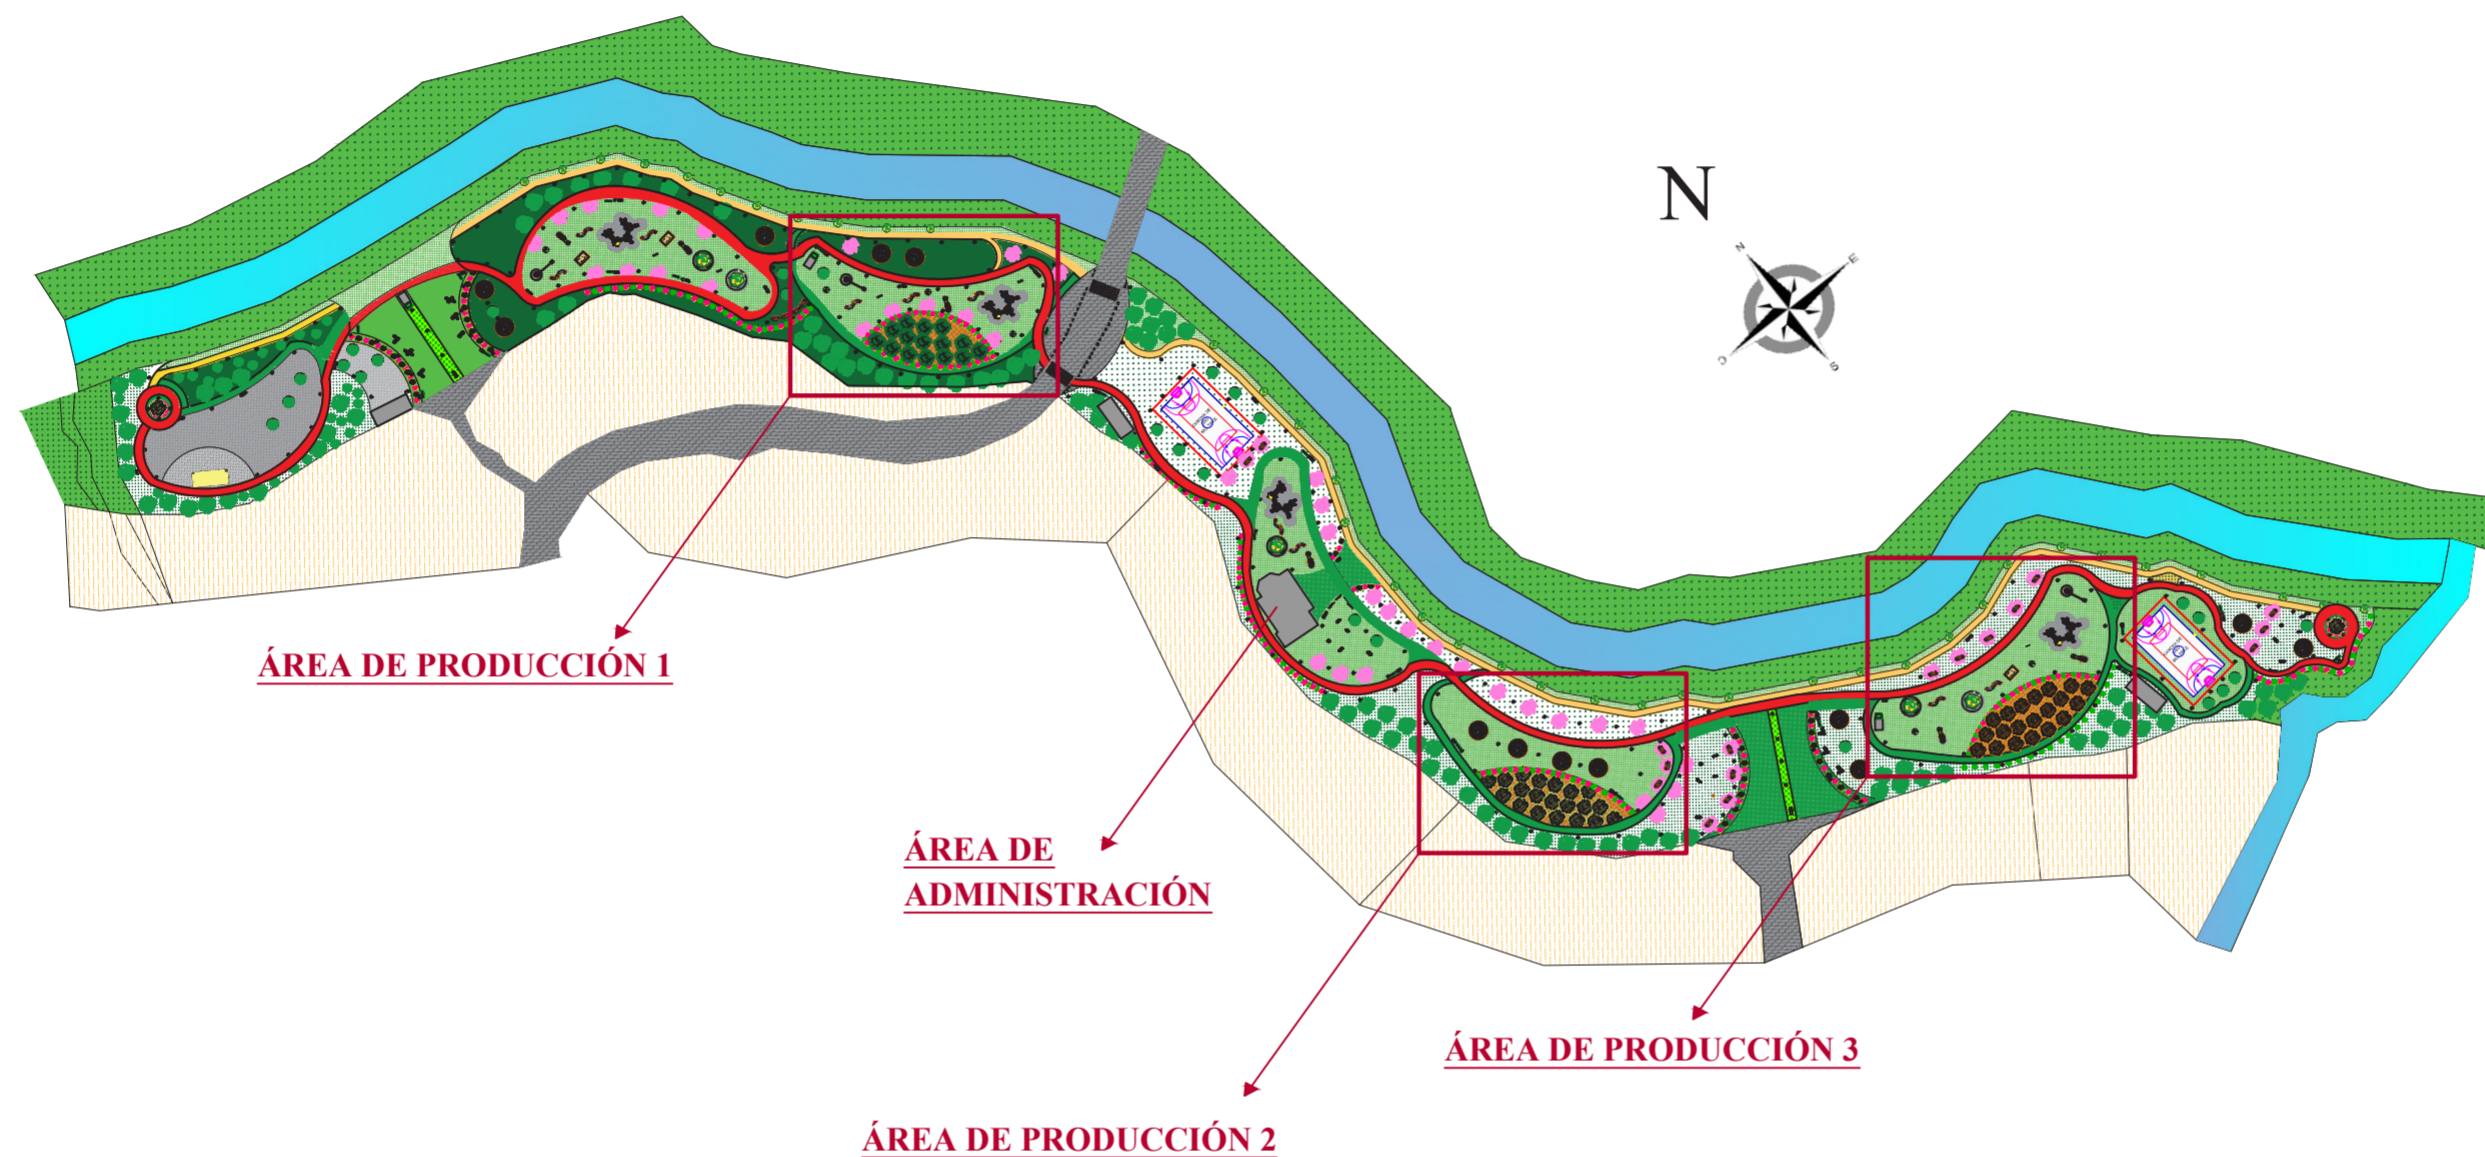 N
N
E
C
S
ÁREA DE PRODUCCIÓN 1
ÁREA DE
ADMINISTRACIÓN
ÁREA DE PRODUCCIÓN 3
ÁREA DE PRODUCCIÓN 2